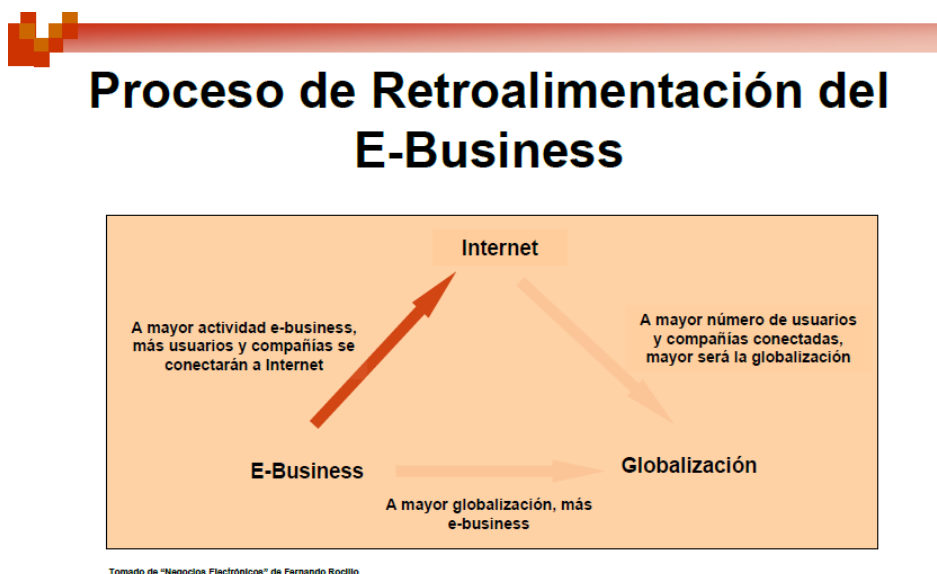 Proceso de Retroalimentación del
E-Business
Internet
A mayor actividad e-business,
más usuarios y compañías se
conectarán a Internet
A mayor número de usuarios
y compañías conectadas,
mayor será la globalización
E-Business
Globalización
A mayor globalización, más
e-business
Tomado de “Negocios Electrónicos” de Fernando Rocillo